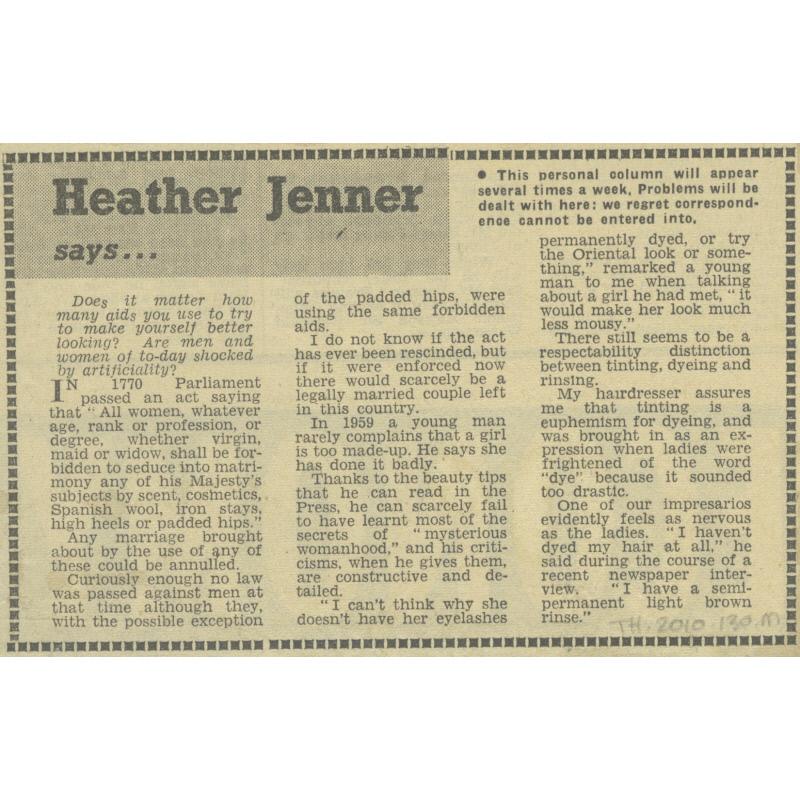 Heather Jenner
says...
• This personal column will appear
several times a week. Problems will be
dealt with here: we regret correspond-
ence cannot be entered into.
Does it matter how
many aids you use to try
to make yourself better
looking? Are men and
women of to-day shocked
by artificiality?
IN 1770 Parliament
passed an act saying
that " All women, whatever
age, rank or profession, or
degree, whether virgin,
maid or widow, shall be for-
bidden to seduce into matri-
mony any of his Majesty's
subjects by scent, cosmetics,
Spanish wool, iron stays,
high heels or padded hips."
Any marriage brought
about by the use of any of
these could be annulled.
Curiously enough no law
was passed against men at
that time although they,
with the possible exception
of the padded hips, were
using the same forbidden
aids.
I do not know if the act
has ever been rescinded, but
if it were enforced now
there would scarcely be a
legally married couple left
in this country.
In 1959 a young man
rarely complains that a girl
is too made-up. He says she
has done it badly.
Thanks to the beauty tips
that he can read in the
Press, he can scarcely fail
to have learnt most of the
secrets of "mysterious
womanhood," and his criti-
cisms, when he gives them,
are constructive and de-
tailed.
"I can't think why she
doesn't have her eyelashes
permanently dyed, or try
the Oriental look or some-
thing," remarked a young
man to me when talking
about a girl he had met, "it
would make her look much
less mousy."
There still seems to be a
respectability distinction
between tinting, dyeing and
rinsing.
My hairdresser assures
me that tinting is a
euphemism for dyeing, and
was brought in as an ex-
pression when ladies were
frightened of the word
"dye" because it sounded
too drastic.
One of our impresarios
evidently feels as nervous
as the ladies. "I haven't
dyed my hair at all," he
said during the course of a
recent newspaper inter-
view. "I have a semi-
permanent light brown
rinse."
TH. 2010 130.M